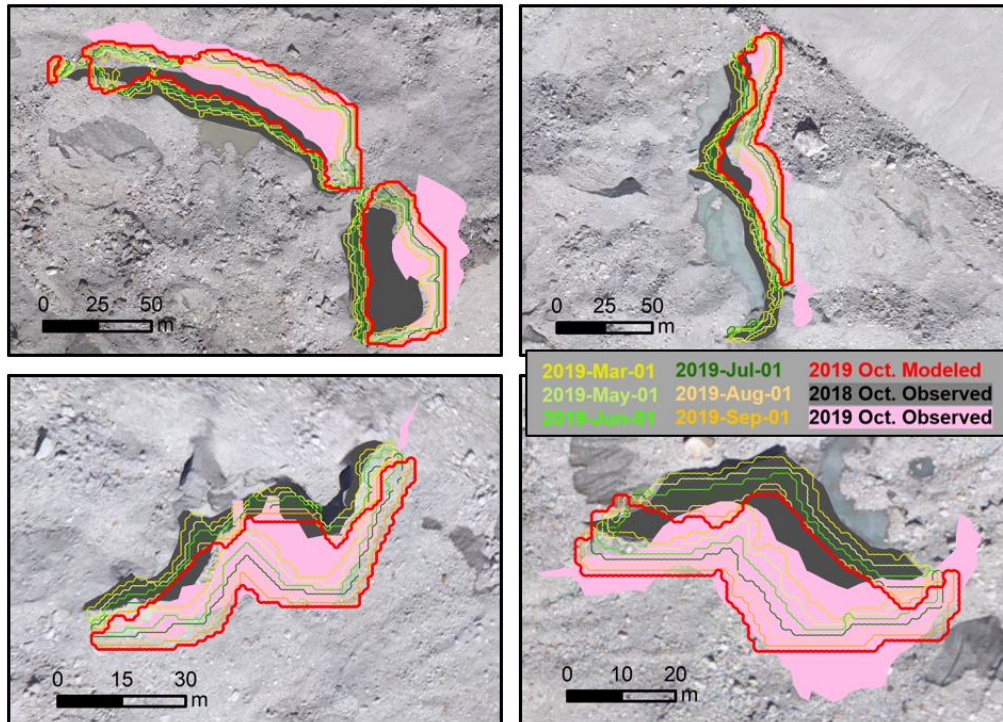 0 25 50
m
0 25 50
m
2019-Mar-01 2019-Jul-01 2019 Oct. Modeled
2019-May-01 2019-Aug-01 2018 Oct. Observed
2019-Jun-01 2019-Sep-01 2019 Oct. Observed
0 15 30
m
0 10 20
m